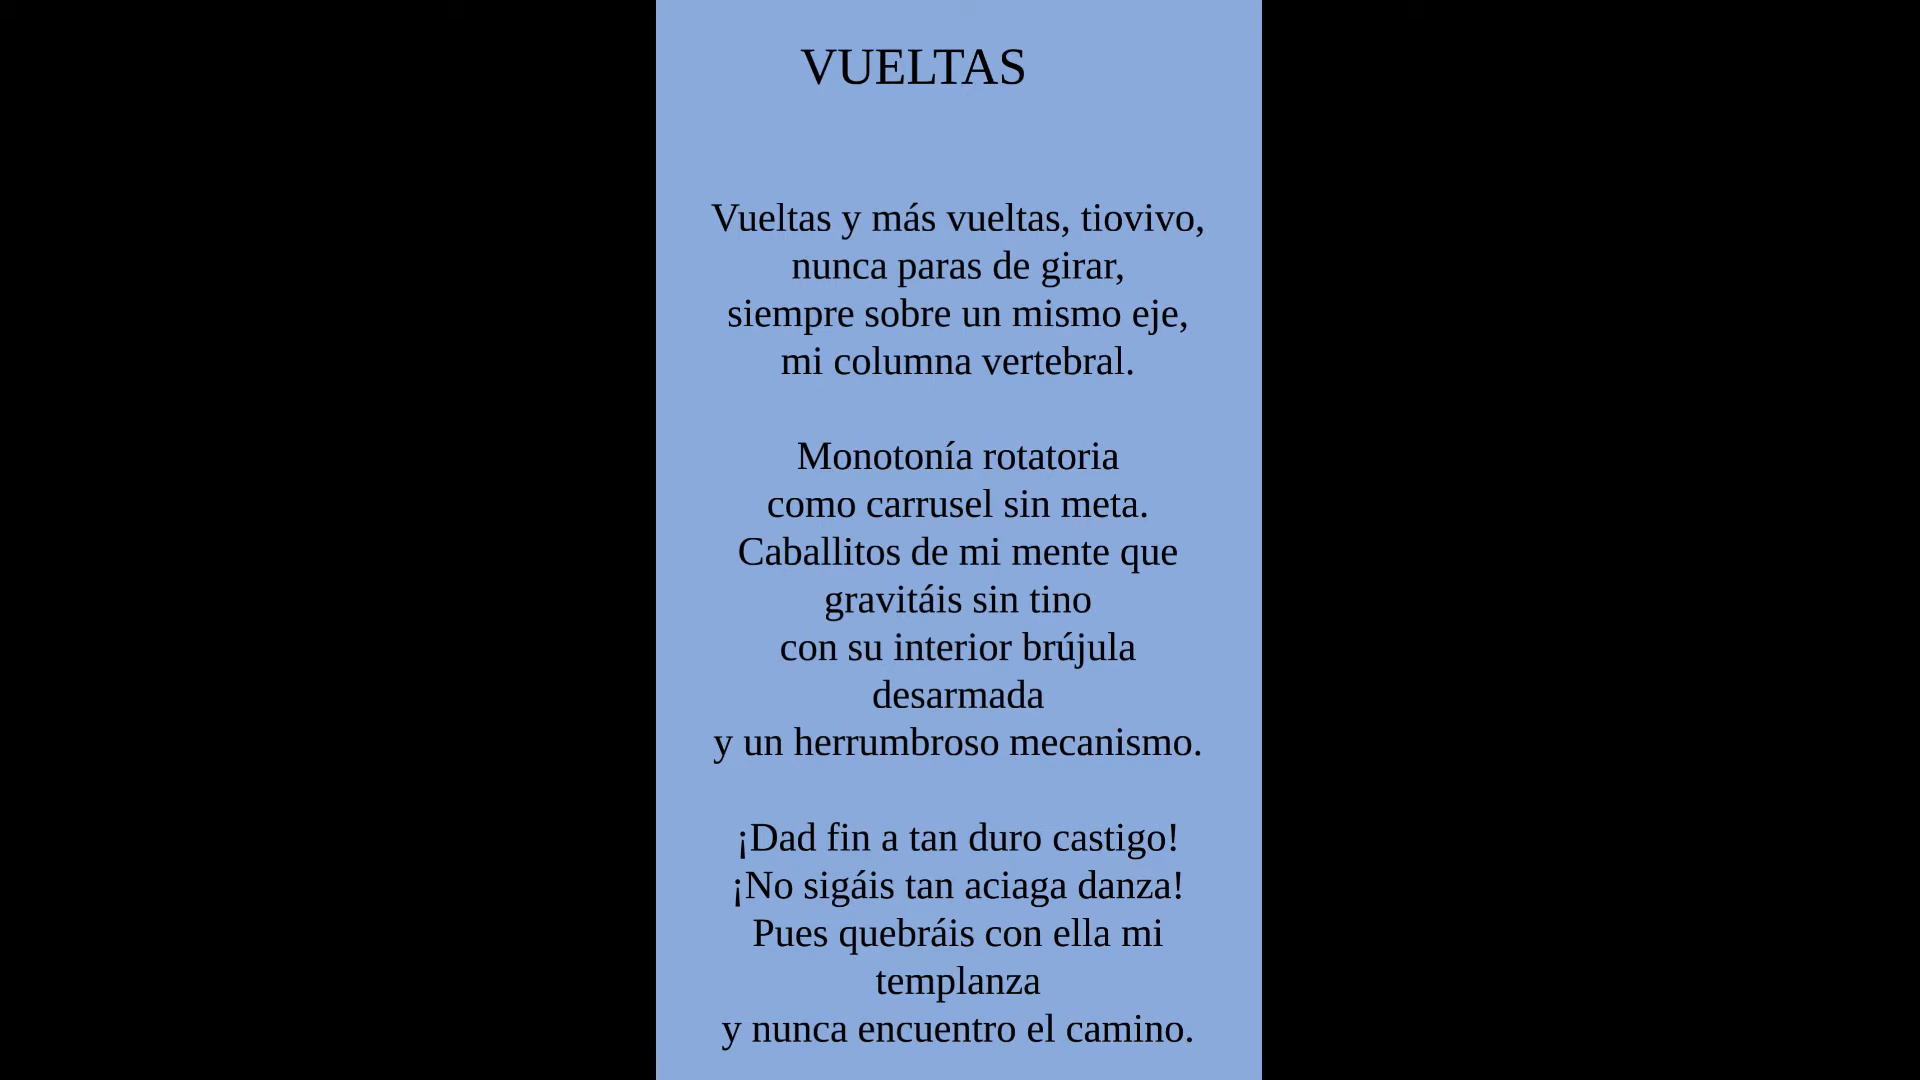 VUELTAS
Vueltas y más vueltas, tiovivo,
nunca paras de girar,
siempre sobre un mismo eje,
mi columna vertebral.
Monotonía rotatoria
como carrusel sin meta.
Caballitos de mi mente que
gravitáis sin tino
con su interior brújula
desarmada
y un herrumbroso mecanismo.
¡Dad fin a tan duro castigo!
¡No sigáis tan aciaga danza!
Pues quebráis con ella mi
templanza
y nunca encuentro el camino.